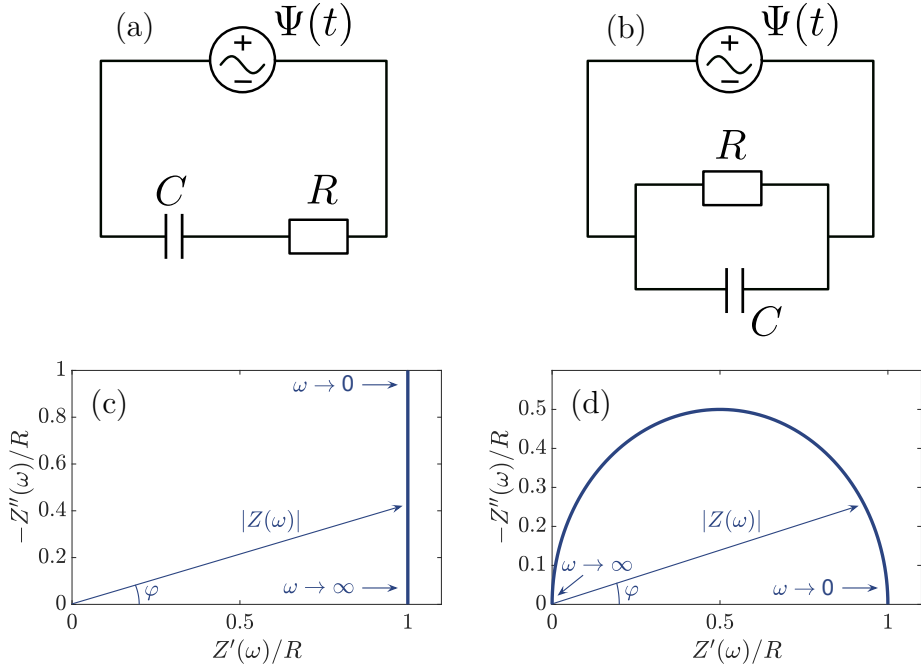 (a)
Ψ(t)
C
R
(b)
Ψ(t)
R
C
(c)
−Z′′(ω)/R
1
0.8
0.6
0.4
0.2
0
ω → 0
|Z(ω)|
φ
ω → ∞
0
0.5
1
Z′(ω)/R
(d)
−Z′′(ω)/R
0.5
0.4
0.3
0.2
0.1
0
|Z(ω)|
ω → ∞
φ
ω → 0
0
0.5
1
Z′(ω)/R